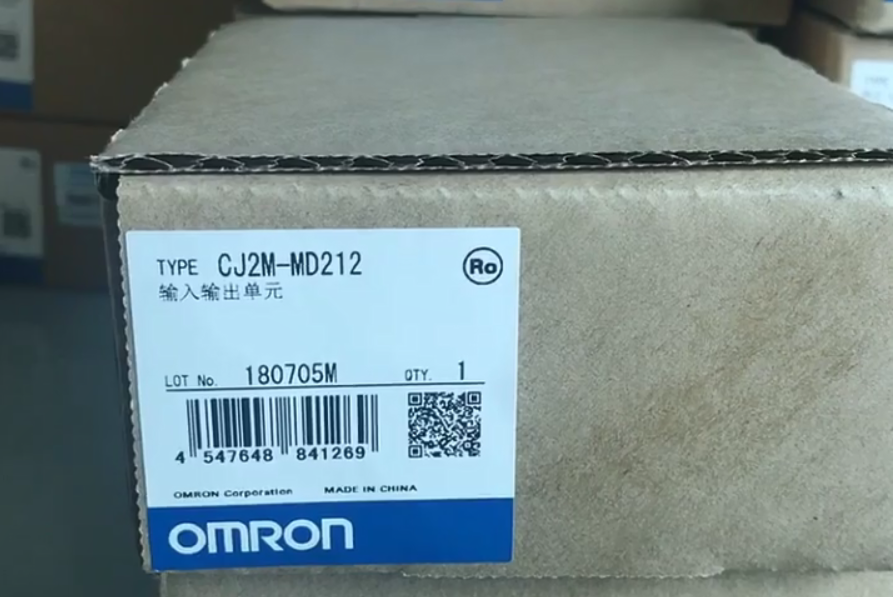 TYPE CJ2M-MD212
Ro
输入输出单元
LOT No. 180705M QTY. 1
4 547648 841269
OMRON Corporation MADE IN CHINA
OMRON